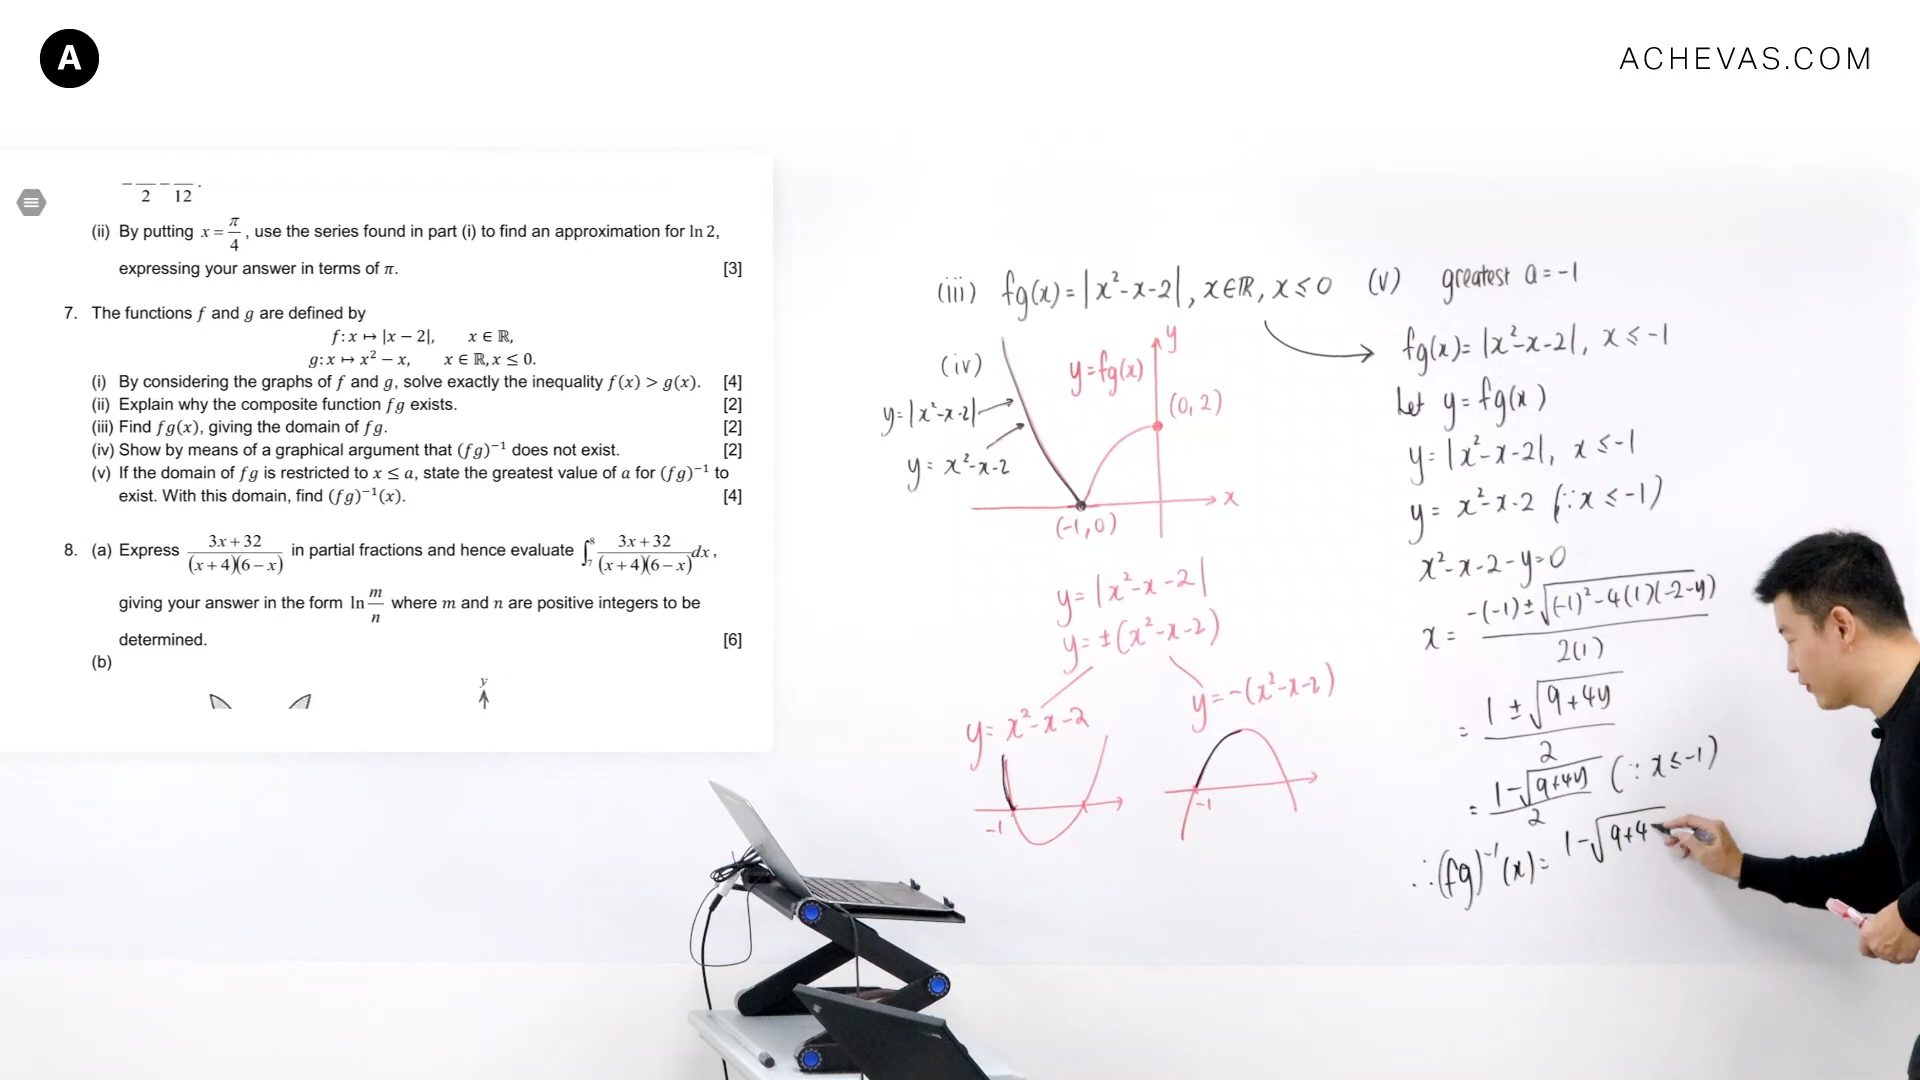 A
ACHEVAS.COM
2 12 .
(ii) By putting x = π/4, use the series found in part (i) to find an approximation for ln 2,
expressing your answer in terms of π. [3]
7. The functions f and g are defined by
f: x ↦ |x − 2|, x ∈ ℝ,
g: x ↦ x² − x, x ∈ ℝ, x ≤ 0.
(i) By considering the graphs of f and g, solve exactly the inequality f(x) > g(x). [4]
(ii) Explain why the composite function fg exists. [2]
(iii) Find fg(x), giving the domain of fg. [2]
(iv) Show by means of a graphical argument that (fg)⁻¹ does not exist. [2]
(v) If the domain of fg is restricted to x ≤ a, state the greatest value of a for (fg)⁻¹ to
exist. With this domain, find (fg)⁻¹(x). [4]
8. (a) Express (3x+32)/((x+4)(6−x)) in partial fractions and hence evaluate ∫₇⁸ (3x+32)/((x+4)(6−x)) dx,
giving your answer in the form ln m/n where m and n are positive integers to be
determined. [6]
(b)
y
(iii) fg(x) = |x²-x-2|, x∈ℝ, x ≤ 0
(iv)
y
y=fg(x)
y=|x²-x-2|
(0,2)
y= x²-x-2
x
(-1,0)
y=|x²-x-2|
y= ±(x²-x-2)
y= x²-x-2
-1
y=-(x²-x-2)
-1
(v) greatest a=-1
fg(x)= |x²-x-2|, x ≤ -1
Let y= fg(x)
y= |x²-x-2|, x ≤ -1
y= x²-x-2 (∵ x ≤ -1)
x²-x-2-y=0
x = (-(-1) ± √((-1)²-4(1)(-2-y)))/2(1)
= (1 ± √(9+4y))/2
= (1-√(9+4y))/2 (∵ x ≤ -1)
∴ (fg)⁻¹(x) = 1-√9+4